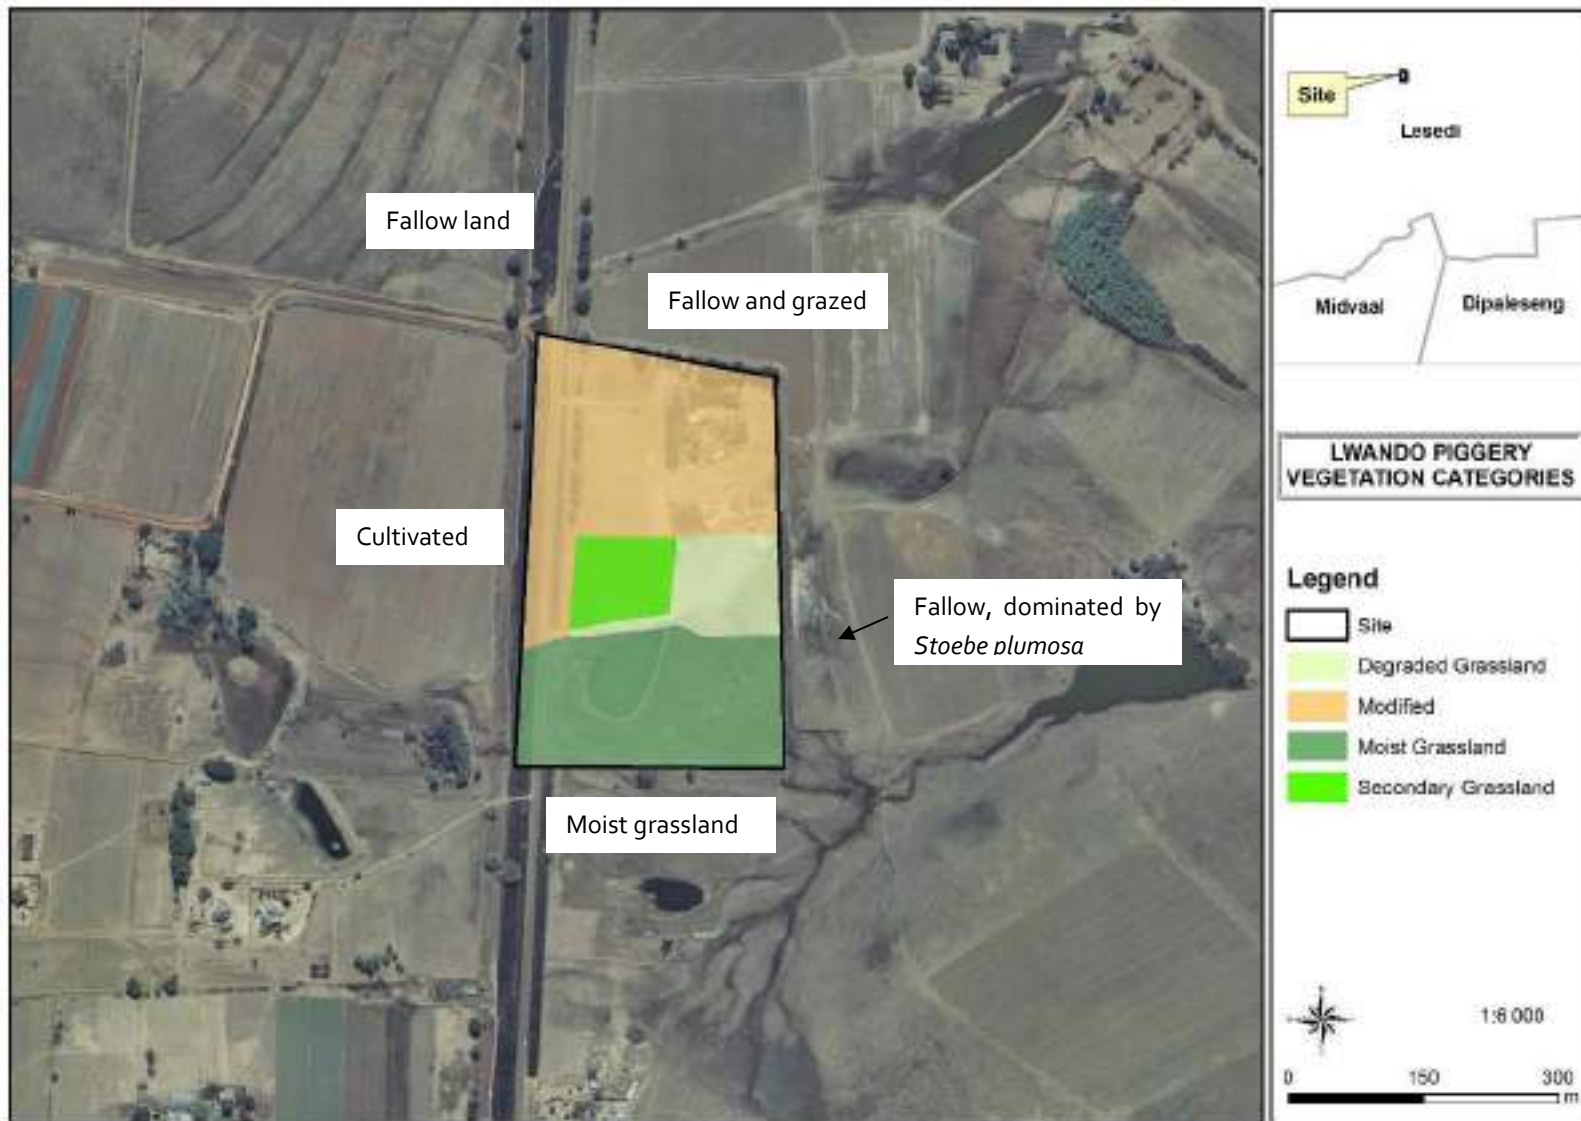 Fallow land
Fallow and grazed
Cultivated
Fallow, dominated by
Stoebe plumosa
Moist grassland
Site
Lesedi
Midvaal
Dipaleseng
LWANDO PIGGERY
VEGETATION CATEGORIES
Legend
Site
Degraded Grassland
Modified
Moist Grassland
Secondary Grassland
1:6 000
0 150 300
m